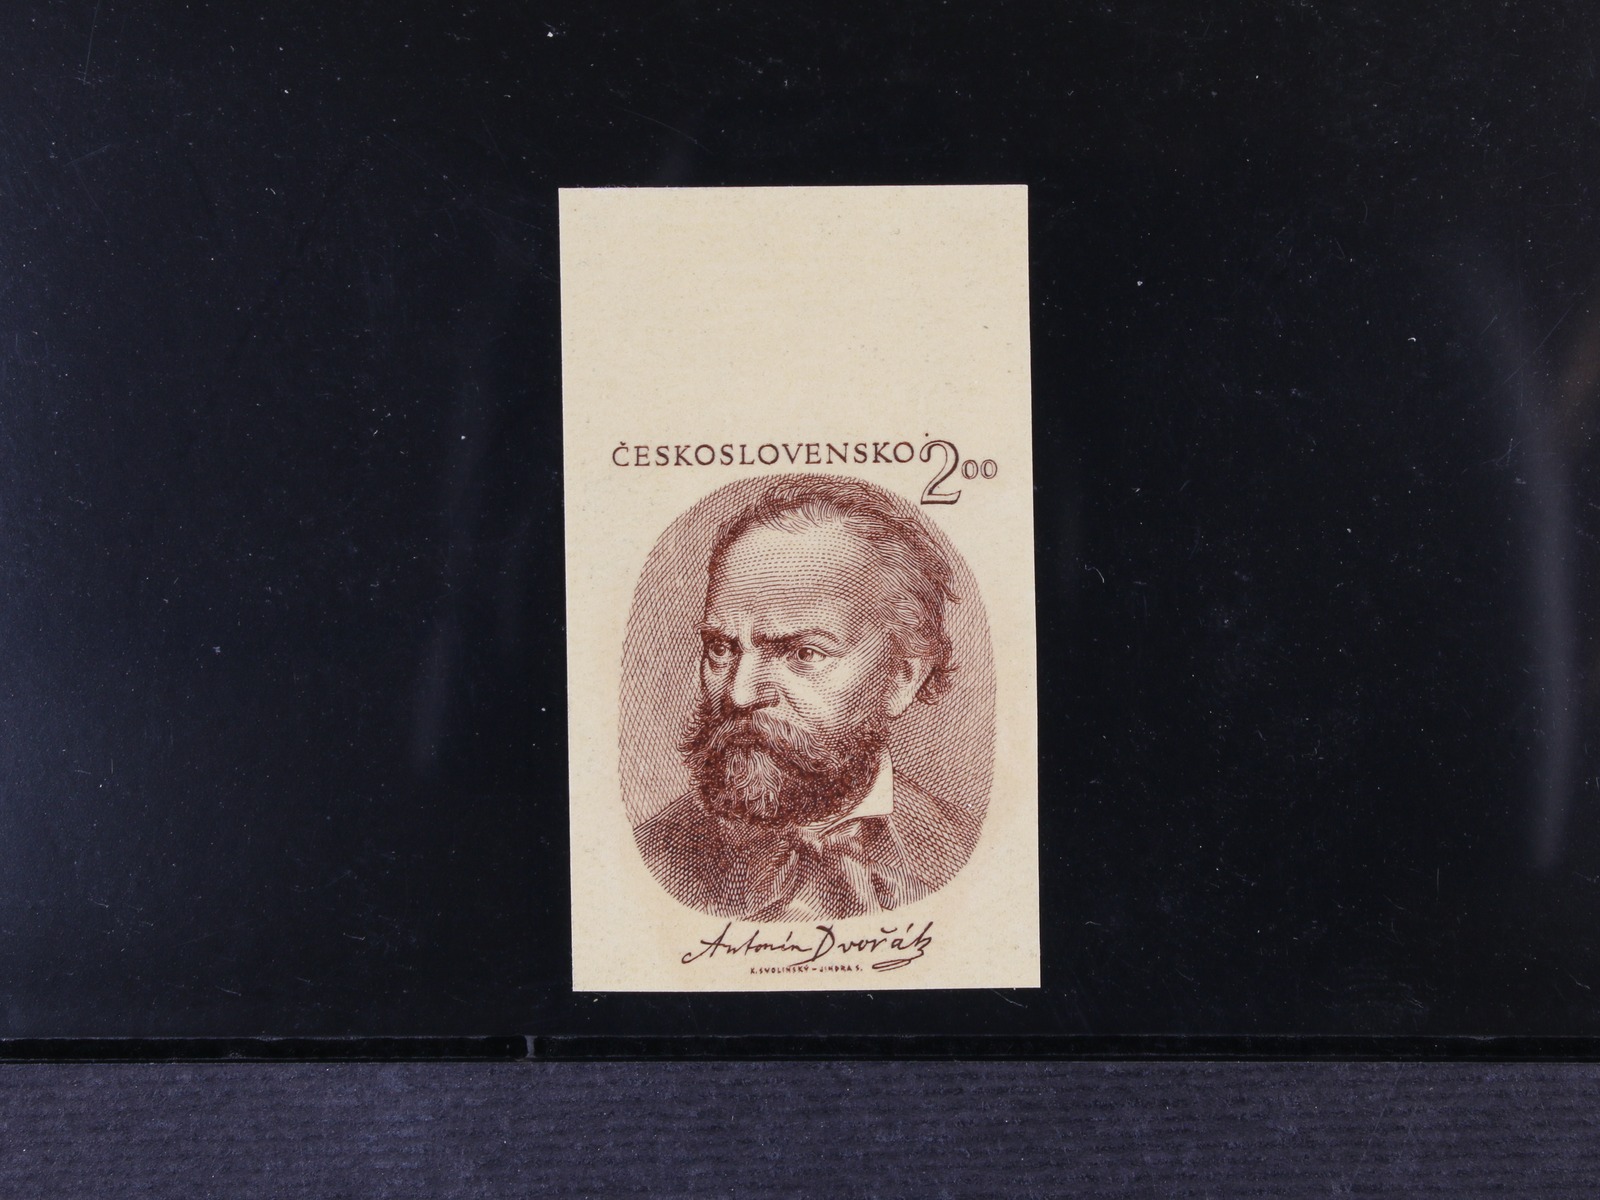 ČESKOSLOVENSKO 2 00
Antonín Dvořák
K. SVOLINSKÝ – JINDRA S.